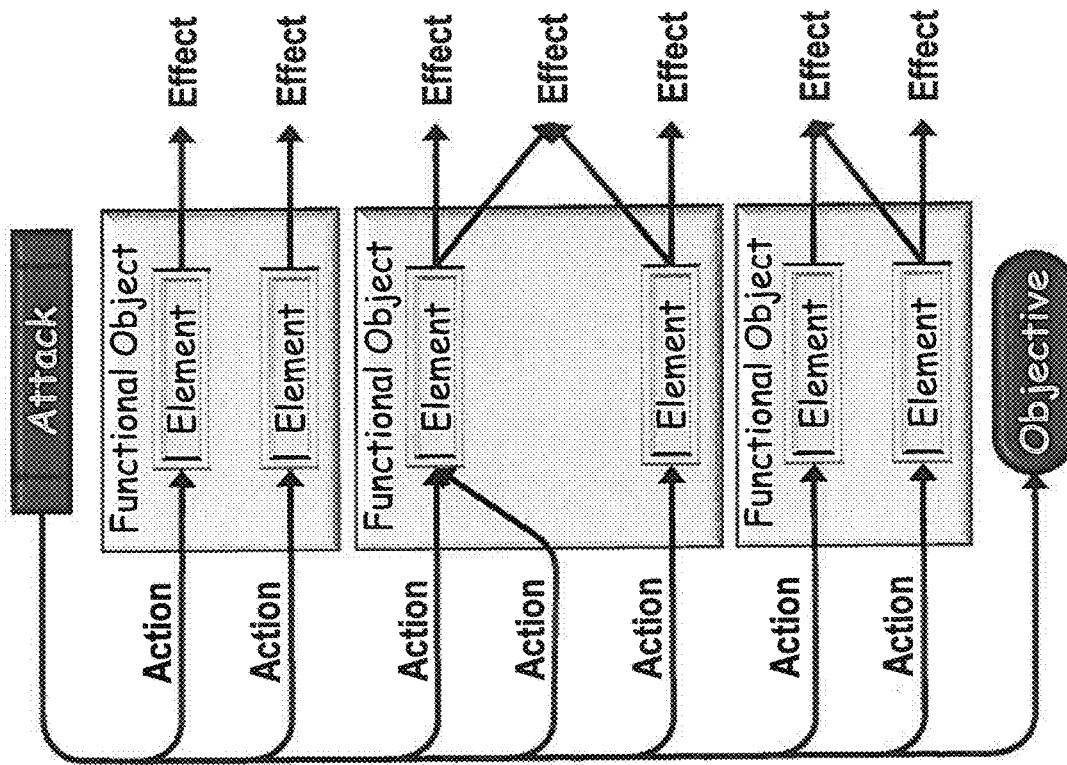 Attack
Functional Object
Action
Element
Effect
Action
Element
Effect
Functional Object
Action
Element
Effect
Action
Effect
Action
Element
Effect
Functional Object
Action
Element
Effect
Action
Element
Effect
Objective